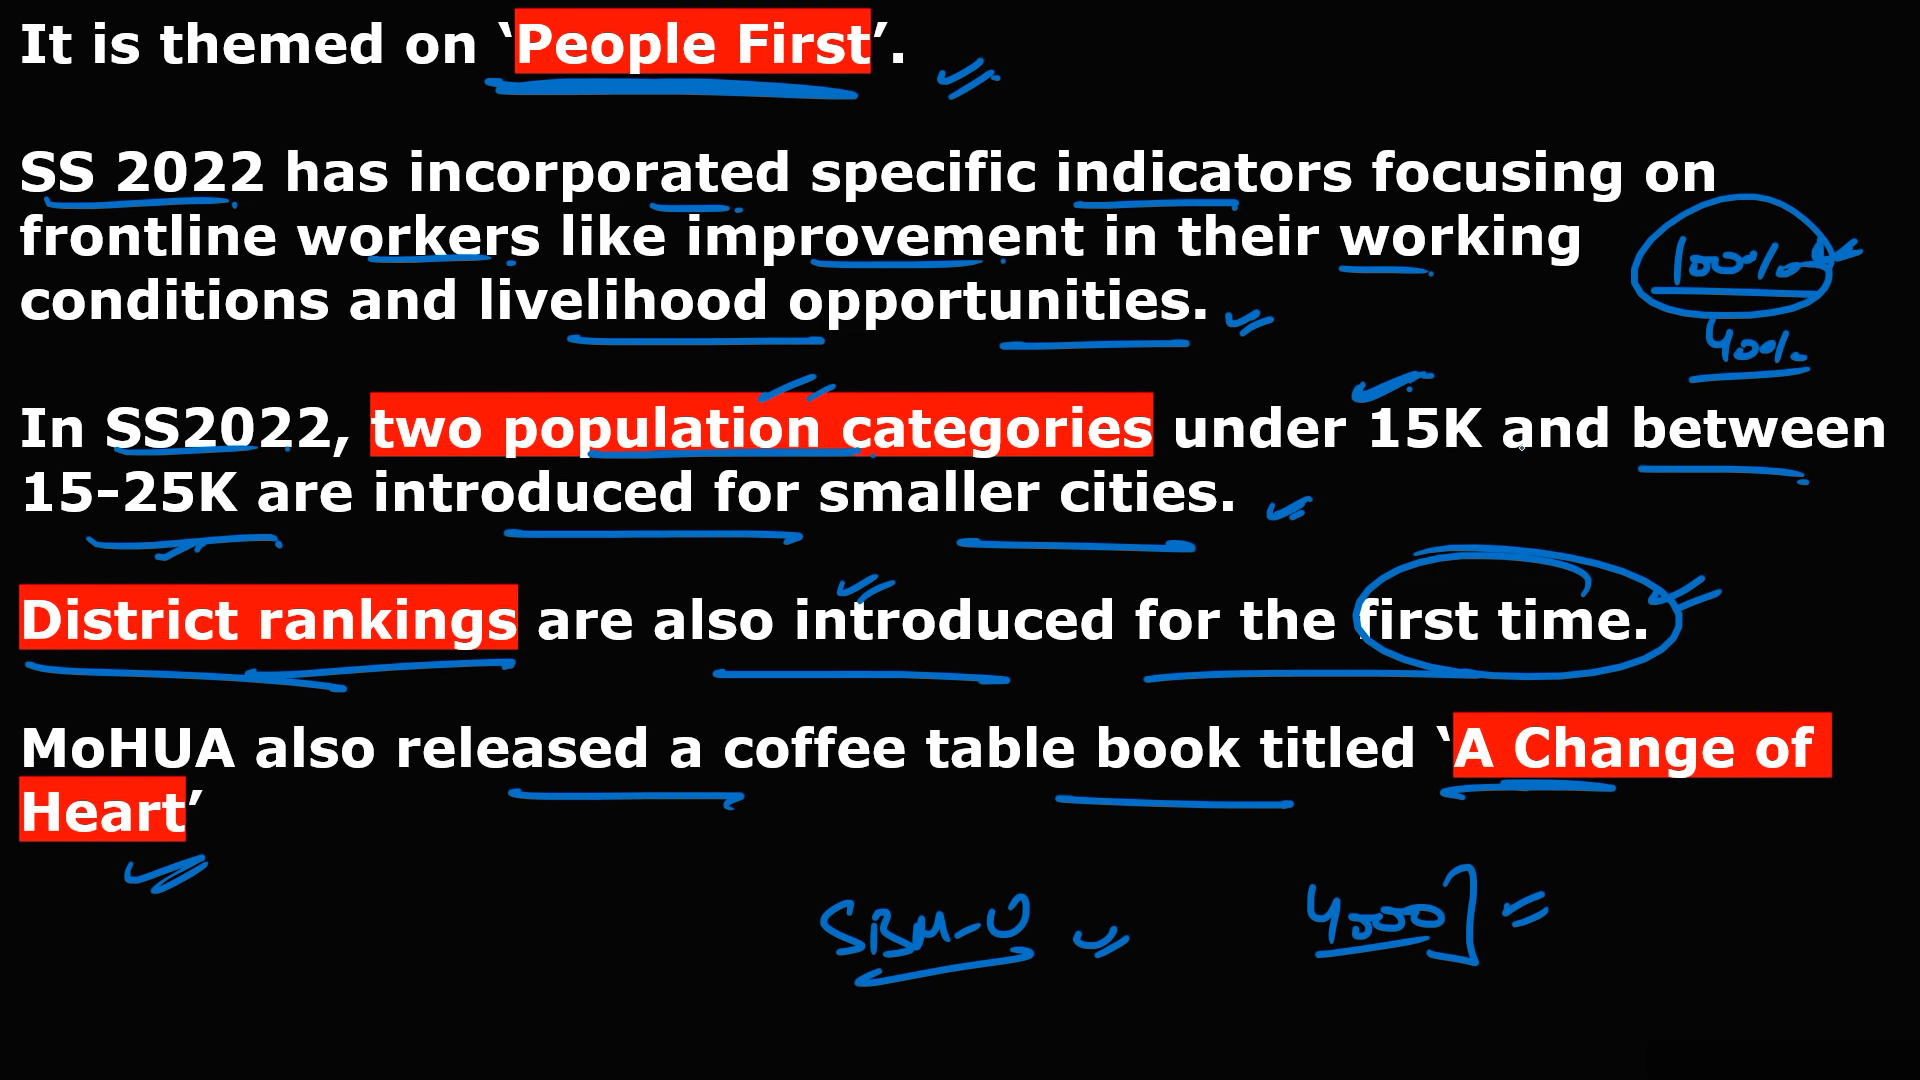 It is themed on ‘People First’.
SS 2022 has incorporated specific indicators focusing on
frontline workers like improvement in their working
conditions and livelihood opportunities.
100%
40%
In SS2022, two population categories under 15K and between
15-25K are introduced for smaller cities.
District rankings are also introduced for the first time.
MoHUA also released a coffee table book titled ‘A Change of
Heart’
SBM-U
4000]